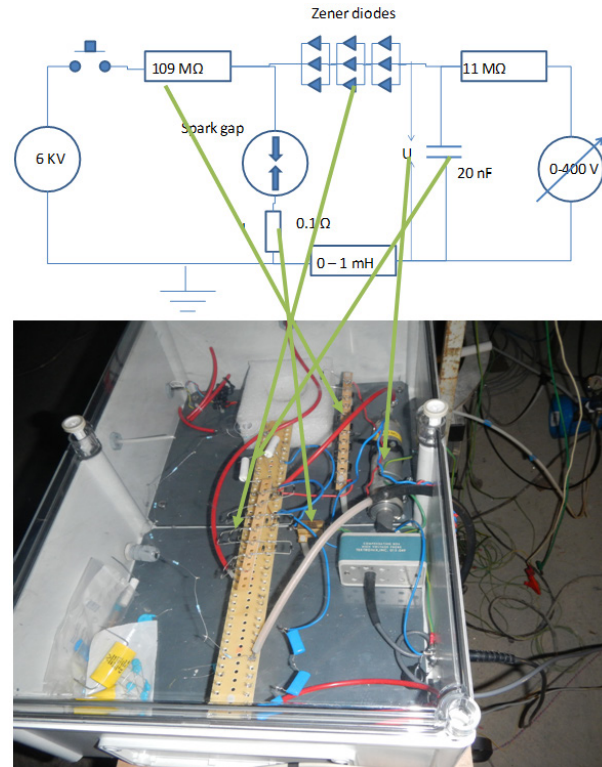 Zener diodes
109 MΩ
11 MΩ
Spark gap
6 KV
U
20 nF
0-400 V
0.1 Ω
0 – 1 mH